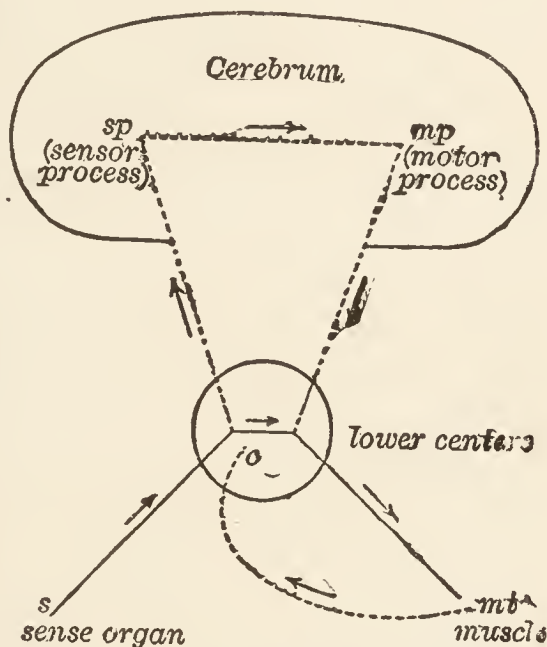 Cerebrum
sp
(sensor
process)
mp
(motor
process)
lower centers
o
s
sense organ
mt
muscle